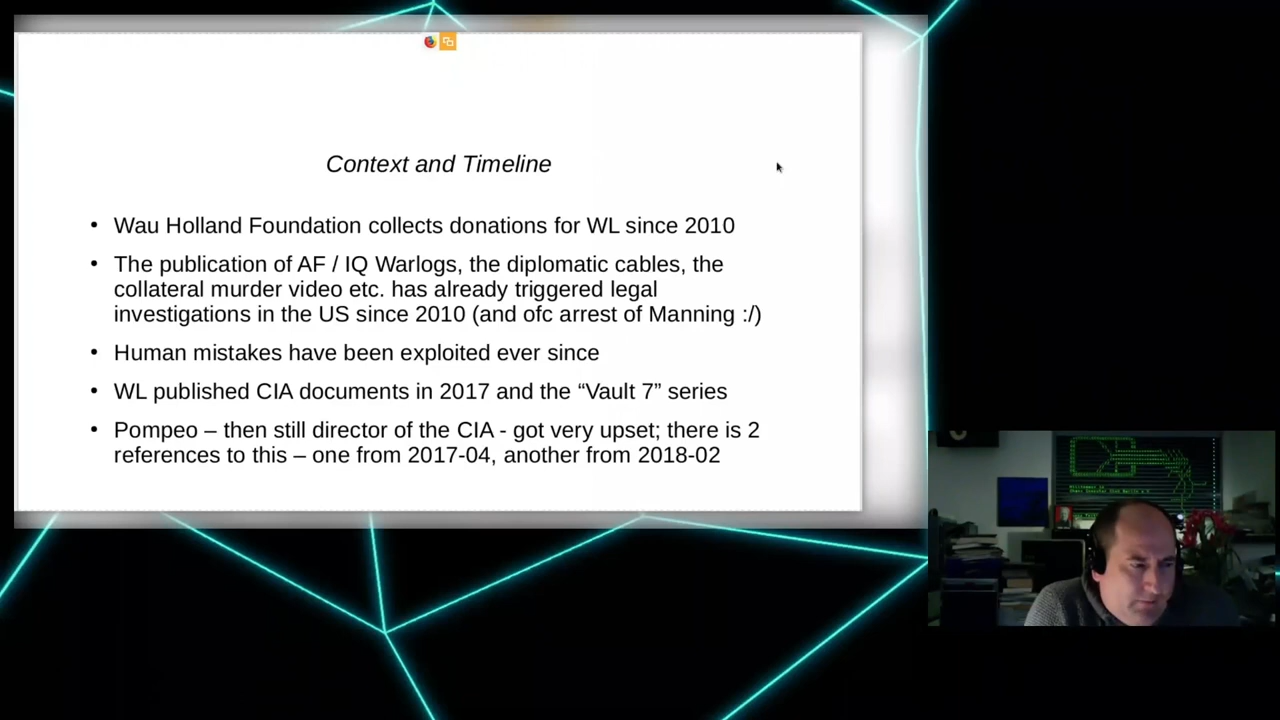 Context and Timeline
• Wau Holland Foundation collects donations for WL since 2010
• The publication of AF / IQ Warlogs, the diplomatic cables, the
collateral murder video etc. has already triggered legal
investigations in the US since 2010 (and ofc arrest of Manning :/)
• Human mistakes have been exploited ever since
• WL published CIA documents in 2017 and the “Vault 7” series
• Pompeo – then still director of the CIA - got very upset; there is 2
references to this – one from 2017-04, another from 2018-02